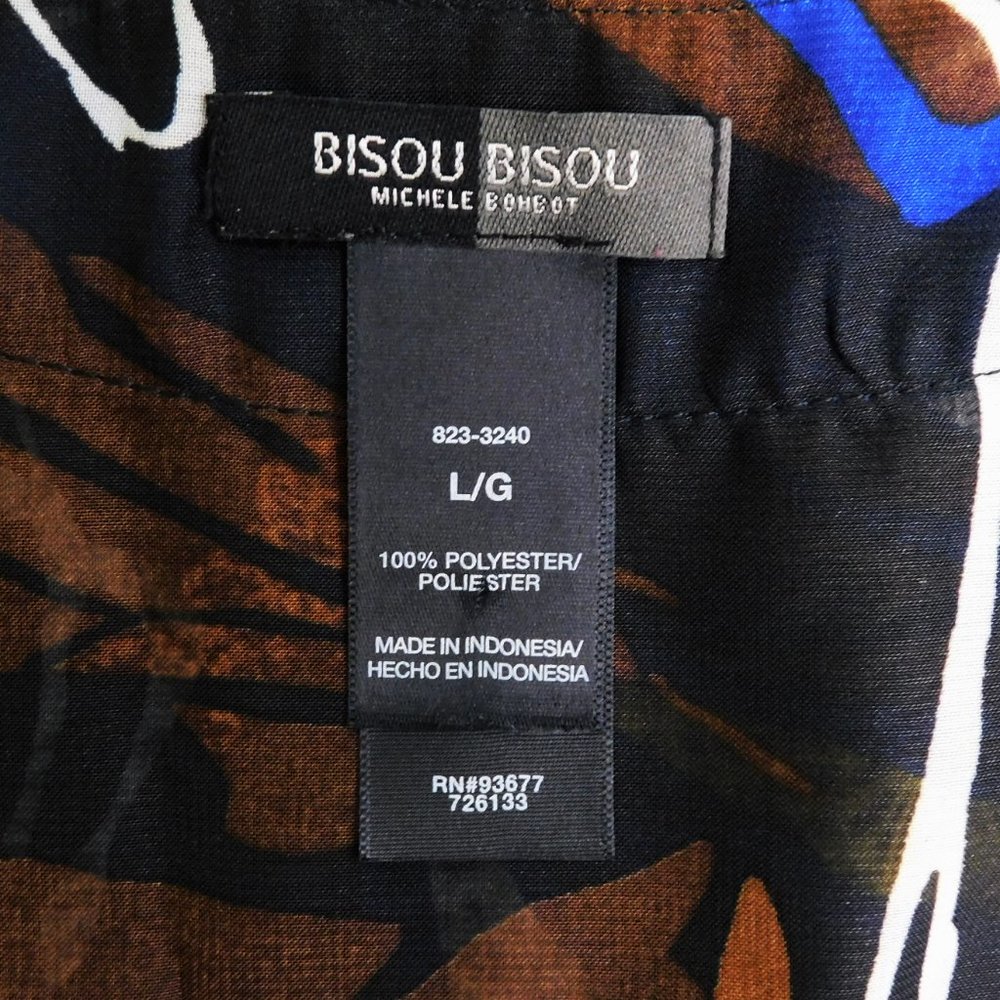 BISOU BISOU
MICHELE BOHBOT
823-3240
L/G
100% POLYESTER/
POLIESTER
MADE IN INDONESIA/
HECHO EN INDONESIA
RN#93677
726133